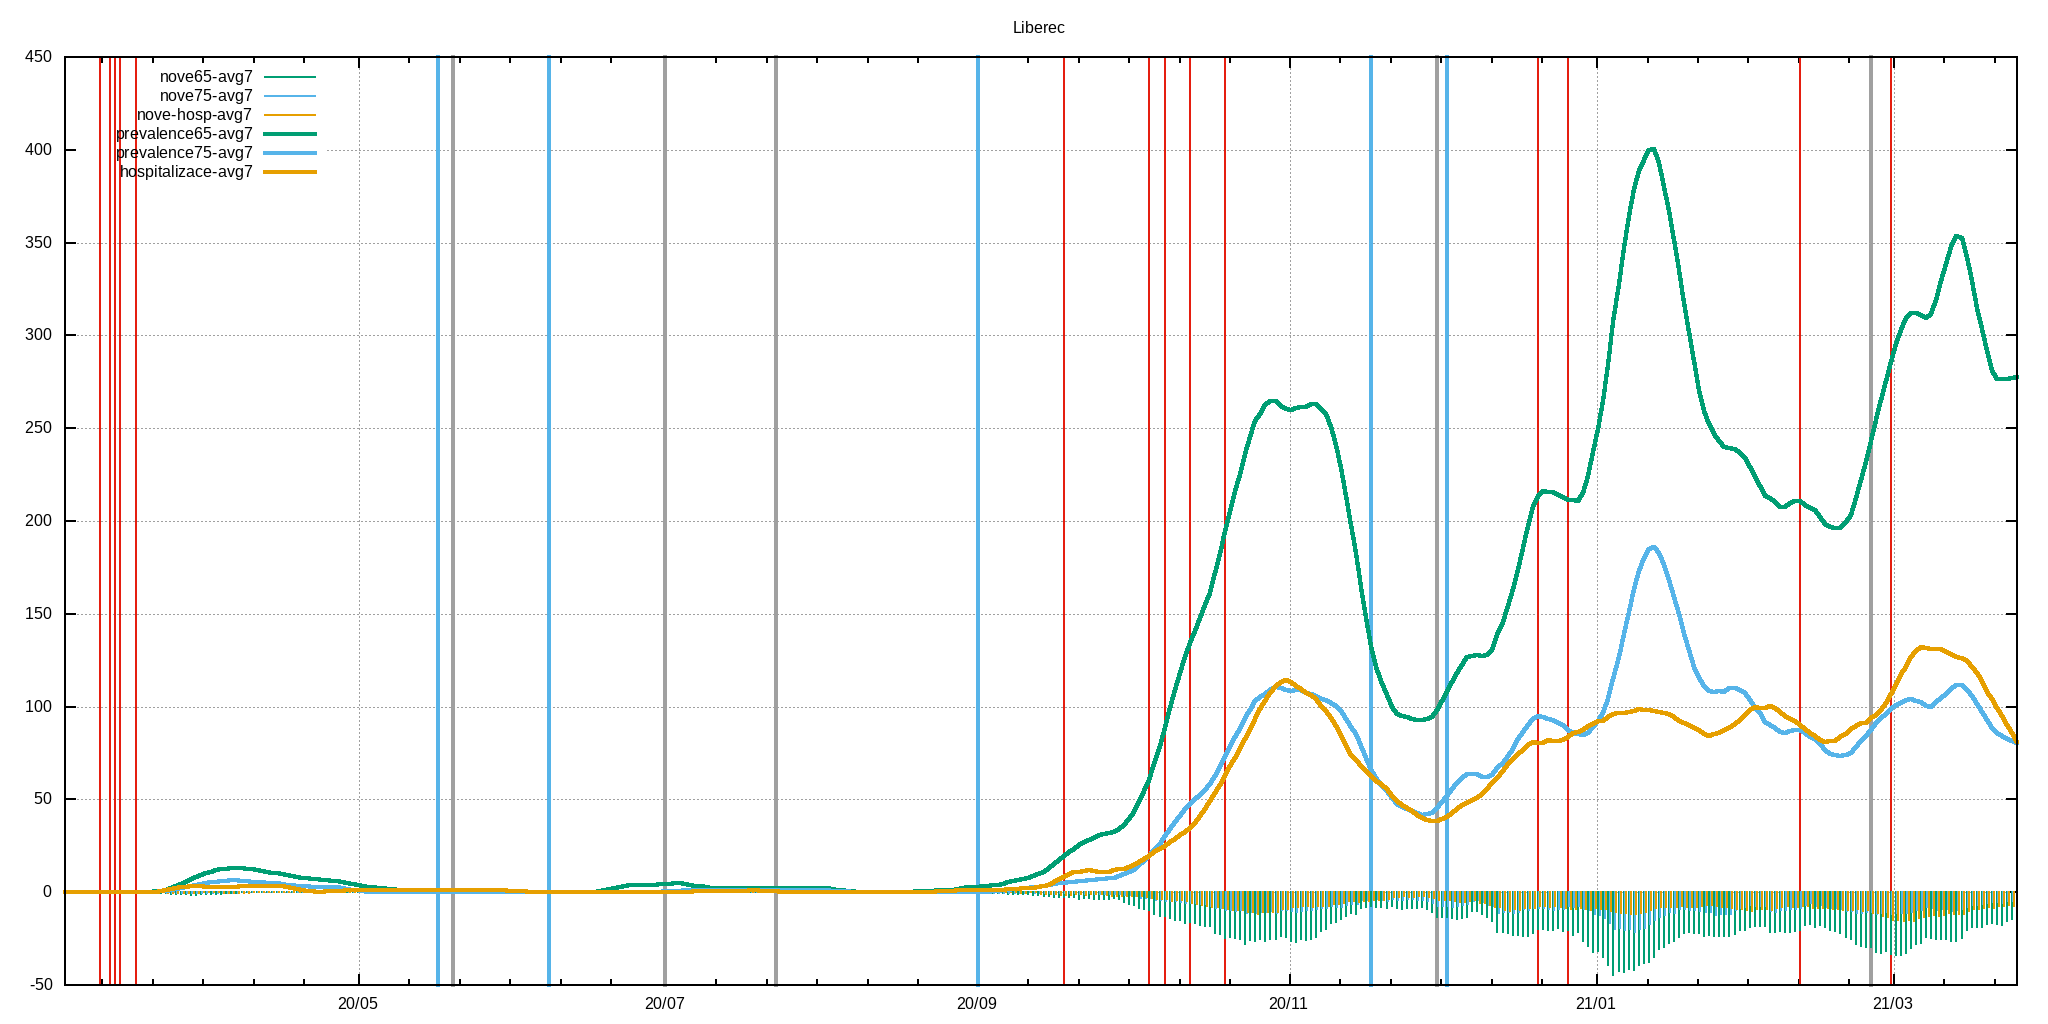 Liberec
450
400
350
300
250
200
150
100
50
0
-50
nove65-avg7
nove75-avg7
nove-hosp-avg7
prevalence65-avg7
prevalence75-avg7
hospitalizace-avg7
20/05
20/07
20/09
20/11
21/01
21/03